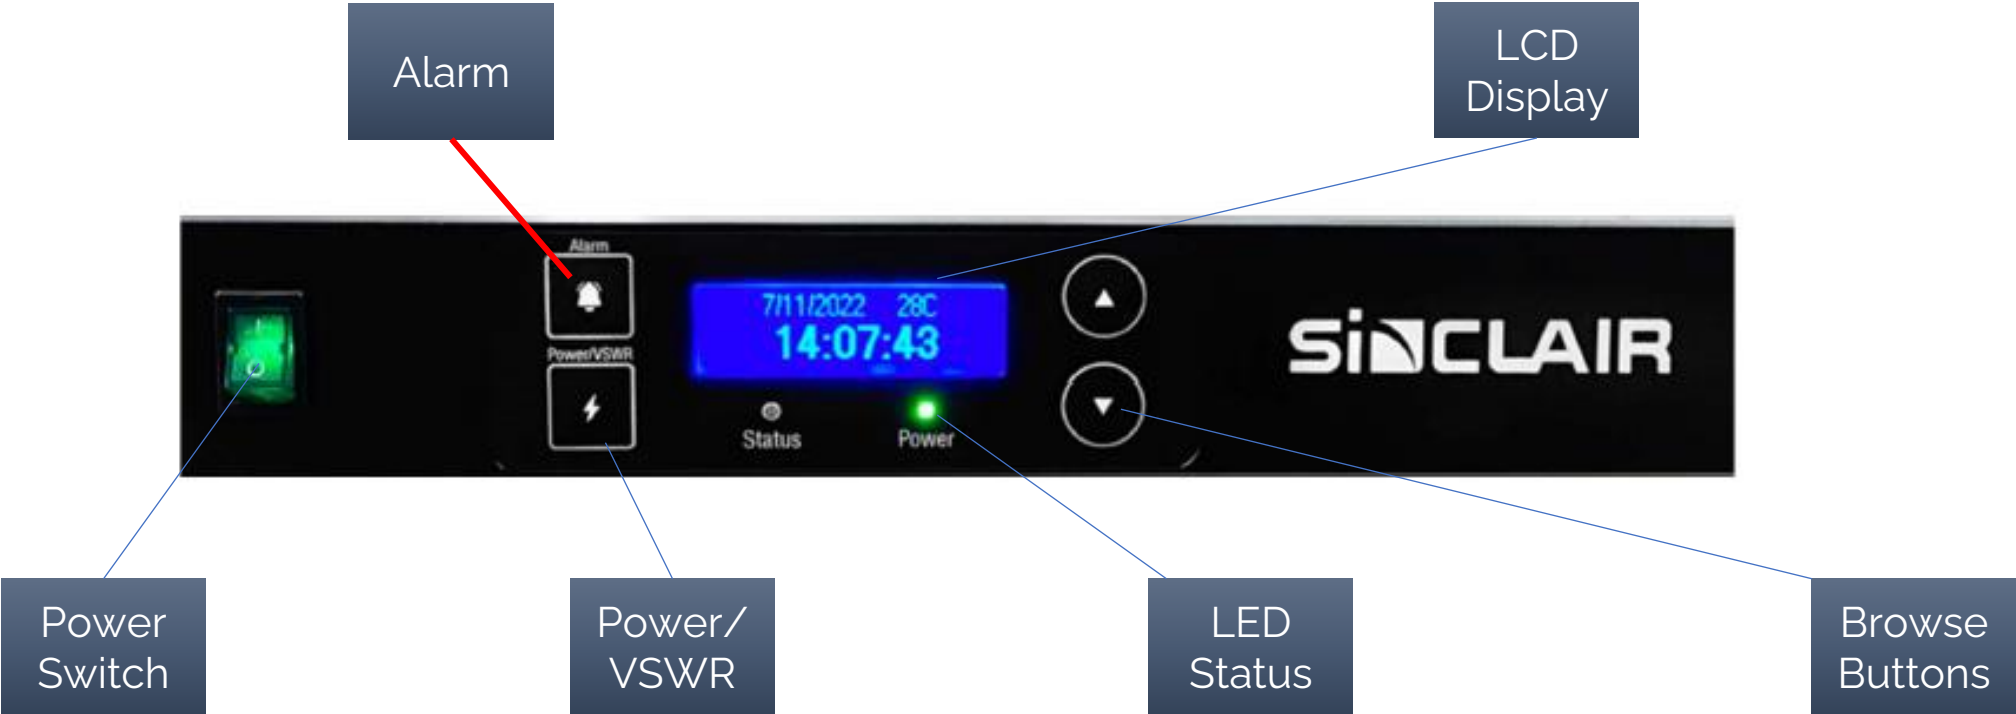 Alarm
LCD
Display
Alarm
7/11/2022 28C
14:07:43
Power/VSWR
SiNCLAIR
Status
Power
Power
Switch
Power/
VSWR
LED
Status
Browse
Buttons